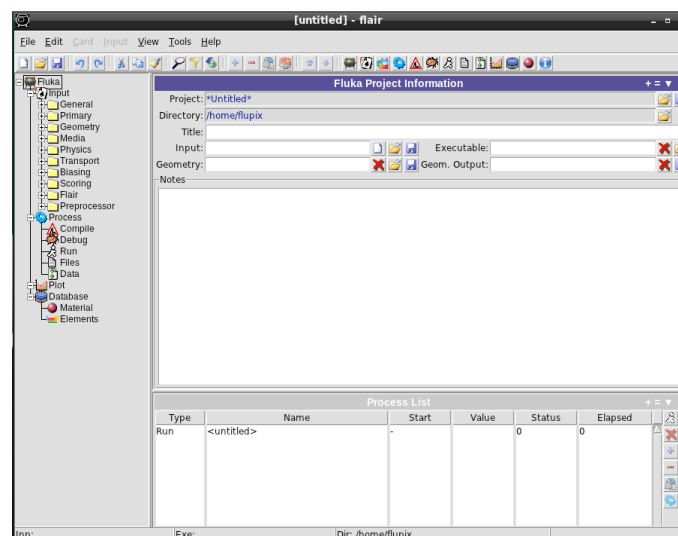 [untitled] - flair
File Edit Card Input View Tools Help
Fluka
Input
General
Primary
Geometry
Media
Physics
Transport
Biasing
Scoring
Flair
Preprocessor
Process
Compile
Debug
Run
Files
Data
Plot
Database
Material
Elements
Fluka Project Information
Project: *Untitled*
Directory: /home/flupix
Title:
Input: Executable:
Geometry: Geom. Output:
Notes
Process List
Type Name Start Value Status Elapsed
Run <untitled> - 0 0
Inp: Exe: Dir: /home/flupix